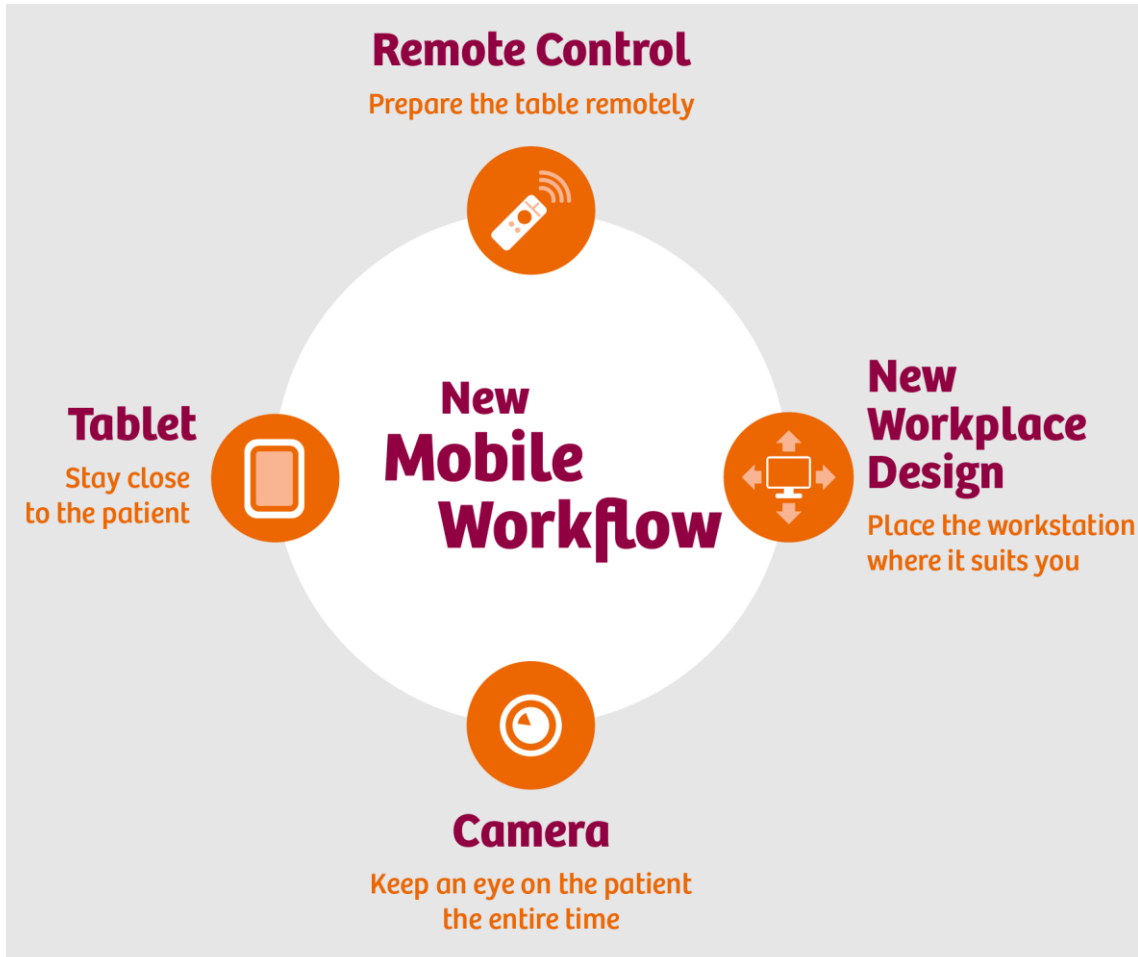 Remote Control
Prepare the table remotely
New
Mobile
Workflow
Tablet
Stay close
to the patient
New
Workplace
Design
Place the workstation
where it suits you
Camera
Keep an eye on the patient
the entire time